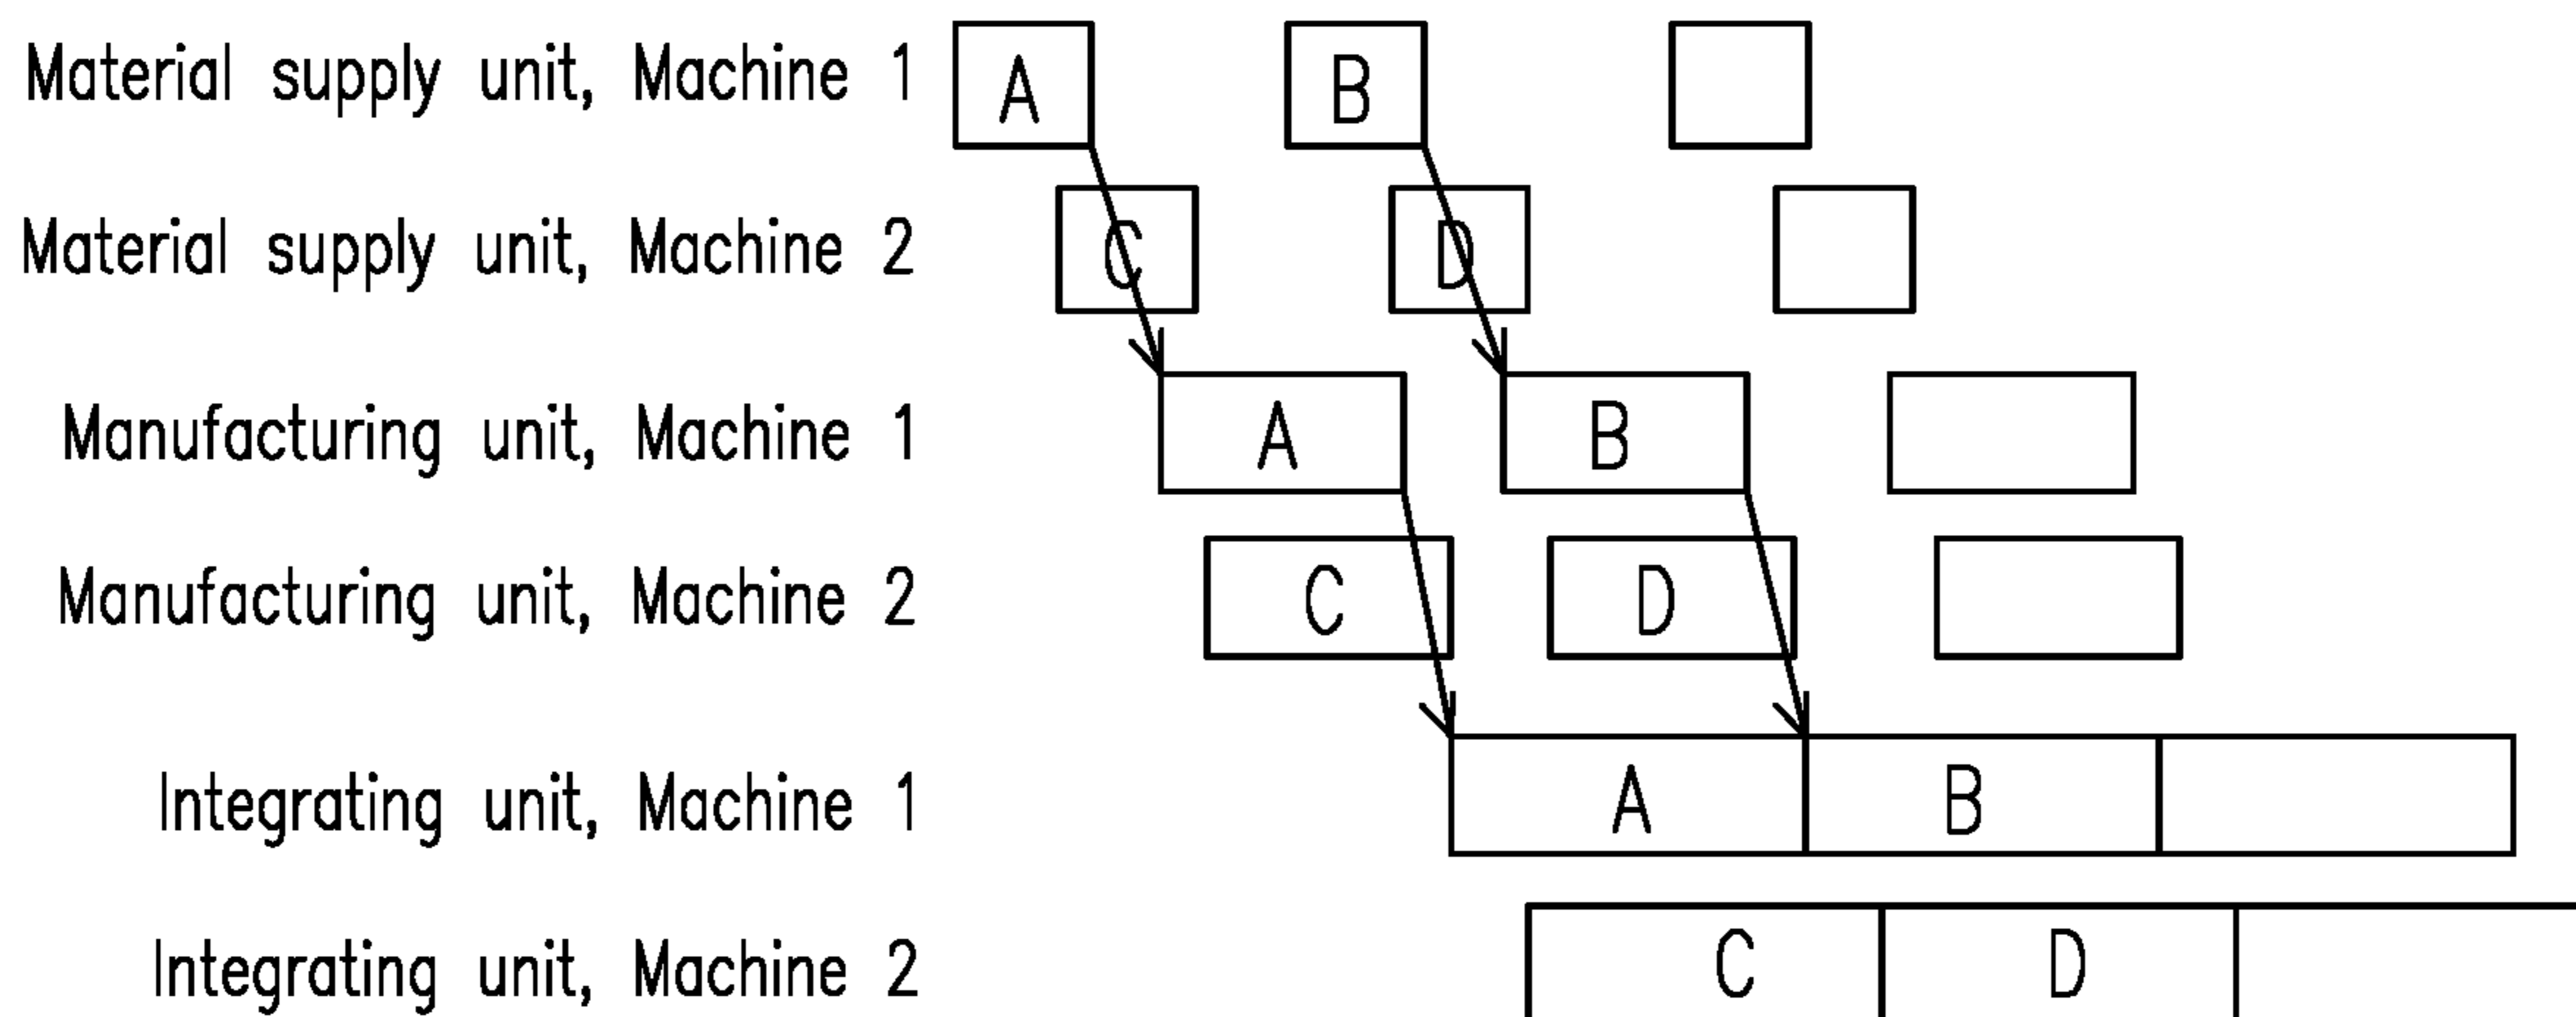 Material supply unit, Machine 1 A B
Material supply unit, Machine 2 C D
Manufacturing unit, Machine 1 A B
Manufacturing unit, Machine 2 C D
Integrating unit, Machine 1 A B
Integrating unit, Machine 2 C D